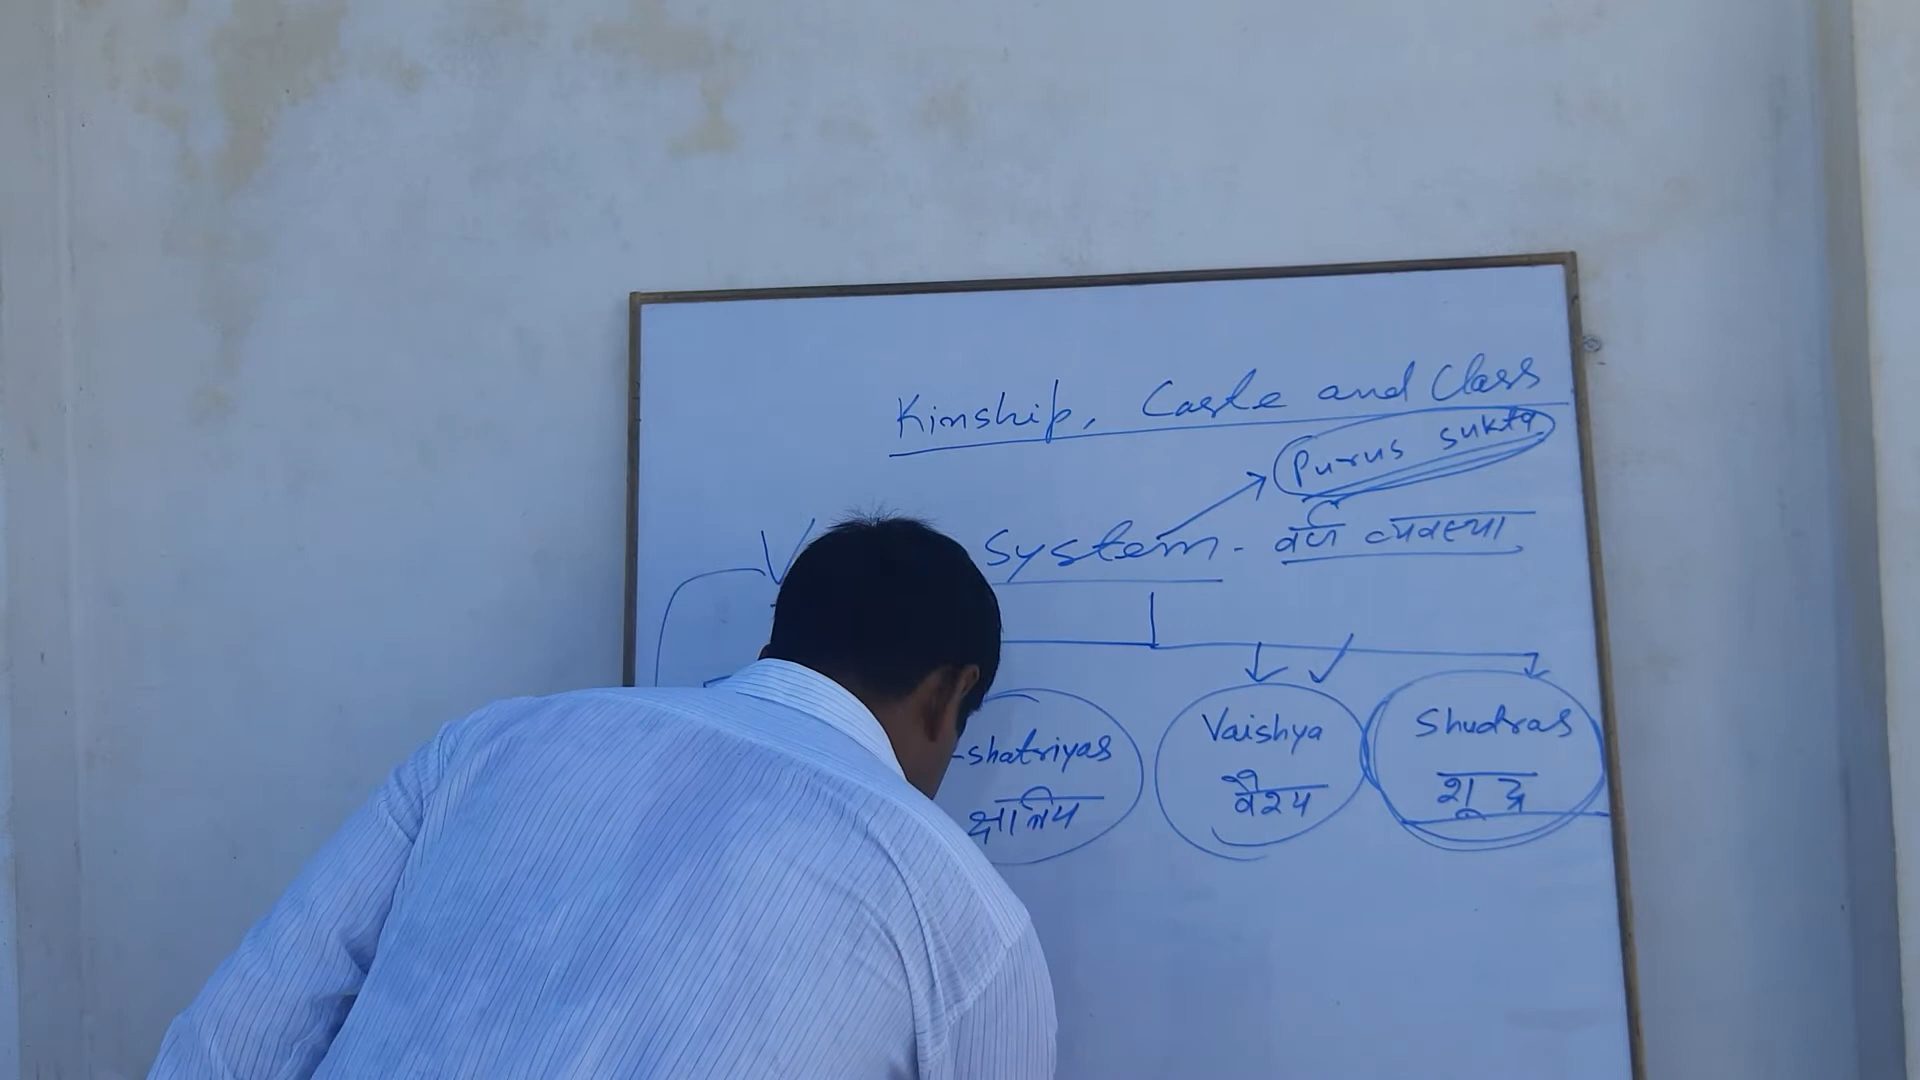 Kinship, Caste and Class
Purus sukta
System - वर्ण व्यवस्था
shatriyas
Vaishya
Shudras
क्षात्रिय
वैश्य
शूद्र